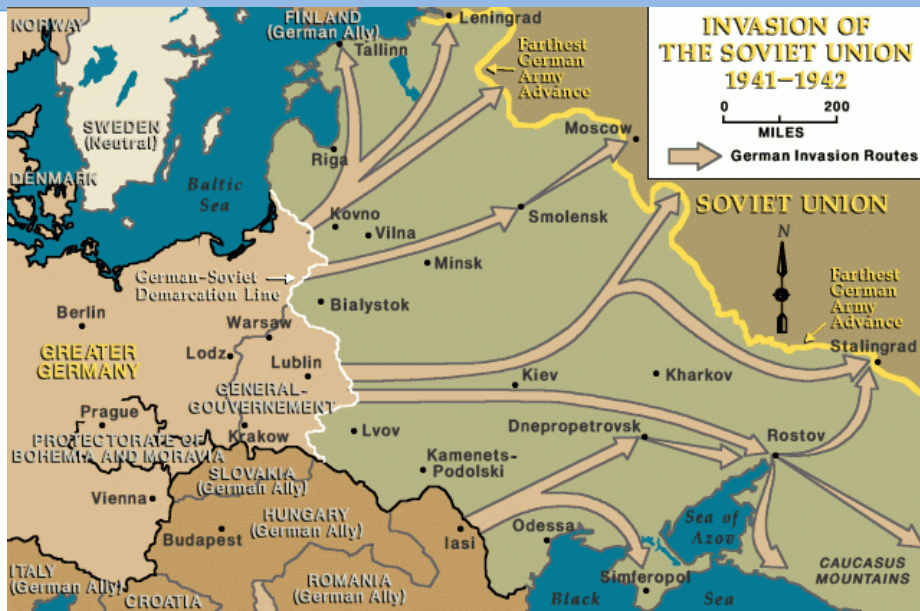 INVASION OF
THE SOVIET UNION
1941–1942
0 200
MILES
German Invasion Routes
NORWAY
FINLAND
(German Ally)
Leningrad
Tallinn
Farthest
German
Army
Advance
SWEDEN
(Neutral)
Moscow
Riga
DENMARK
Baltic
Sea
Kovno
Vilna
Smolensk
SOVIET UNION
N
Minsk
German–Soviet
Demarcation Line
Bialystok
Farthest
German
Army
Advance
Berlin
Warsaw
Stalingrad
GREATER
GERMANY
Lodz
Lublin
GENERAL-
GOUVERNEMENT
Kiev
Kharkov
Prague
PROTECTORATE OF
BOHEMIA AND MORAVIA
Krakow
Lvov
Dnepropetrovsk
Rostov
Kamenets-
Podolski
SLOVAKIA
(German Ally)
Vienna
HUNGARY
(German Ally)
Budapest
Iasi
Odessa
Sea of
Azov
ITALY
(German Ally)
CROATIA
ROMANIA
(German Ally)
Simferopol
Black Sea
CAUCASUS
MOUNTAINS